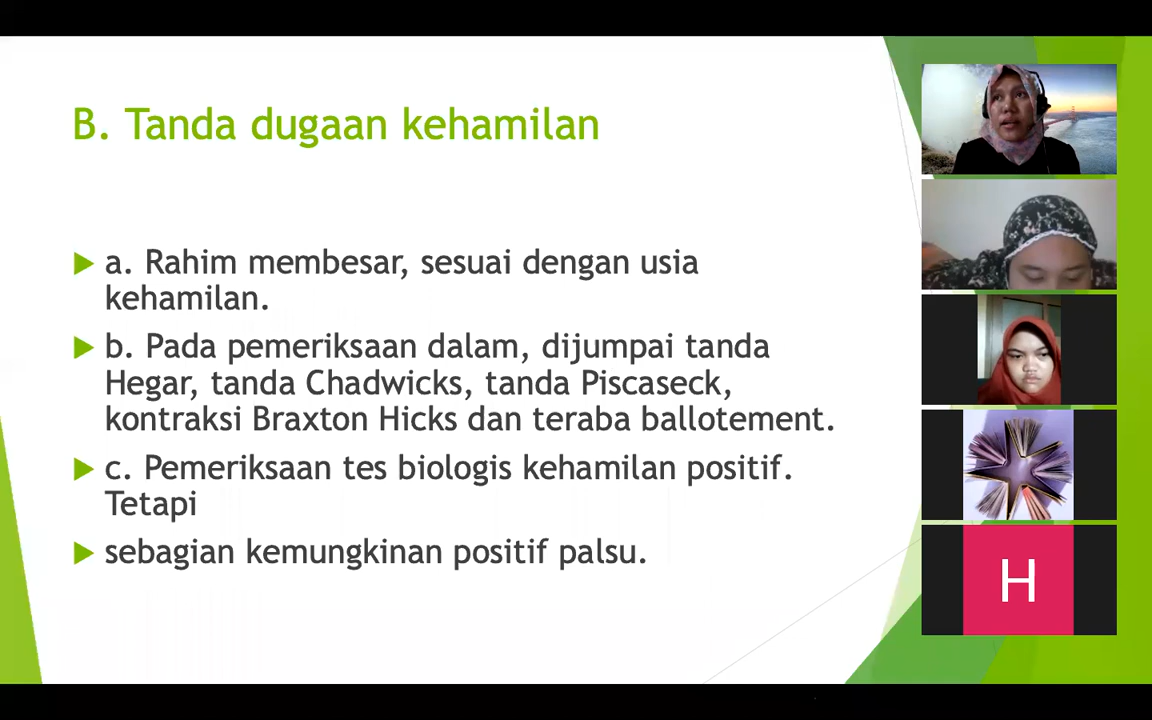 B. Tanda dugaan kehamilan
a. Rahim membesar, sesuai dengan usia
kehamilan.
b. Pada pemeriksaan dalam, dijumpai tanda
Hegar, tanda Chadwicks, tanda Piscaseck,
kontraksi Braxton Hicks dan teraba ballotement.
c. Pemeriksaan tes biologis kehamilan positif.
Tetapi
sebagian kemungkinan positif palsu.
H